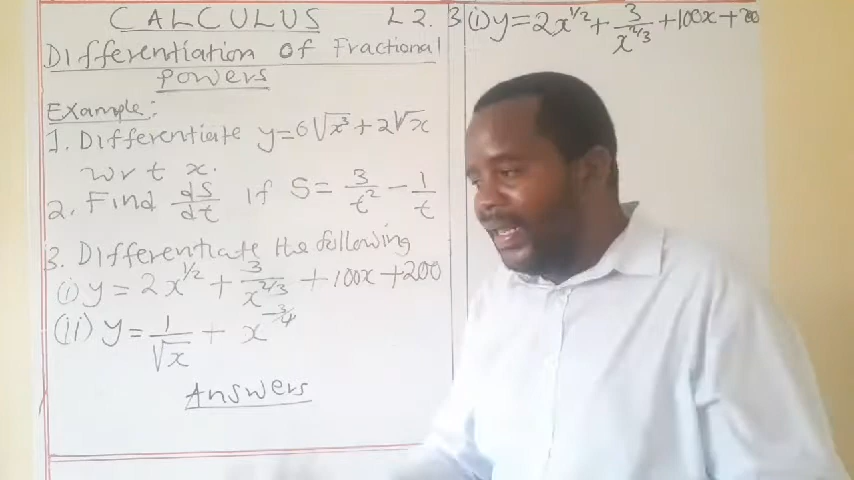 CALCULUS L2.
Differentiation of Fractional
Powers
Example:
1. Differentiate y=6√x³+2√x
wrt x.
2. Find dS/dt if S= 3/t² - 1/t
3. Differentiate the following
(i) y=2x^1/2 + 3/x^2/3 +100x+200
(ii) y=1/√x + x^-3/4
Answers
3(i) y=2x^1/2 + 3/x^2/3 +100x+200